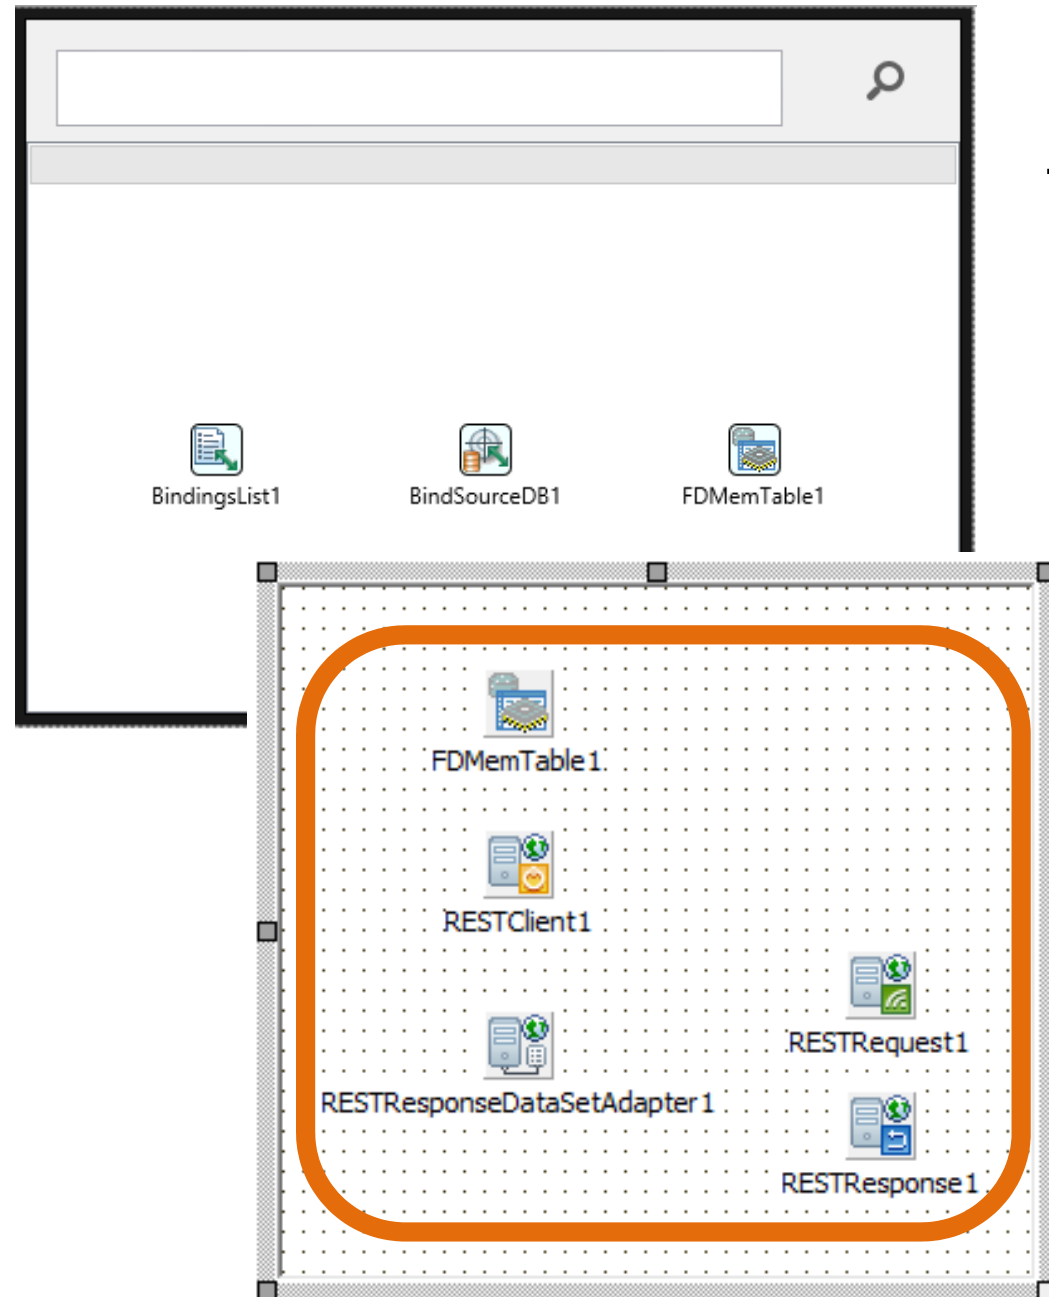 BindingsList1
BindSourceDB1
FDMemTable1
FDMemTable1
RESTClient1
RESTRequest1
RESTResponseDataSetAdapter1
RESTResponse1